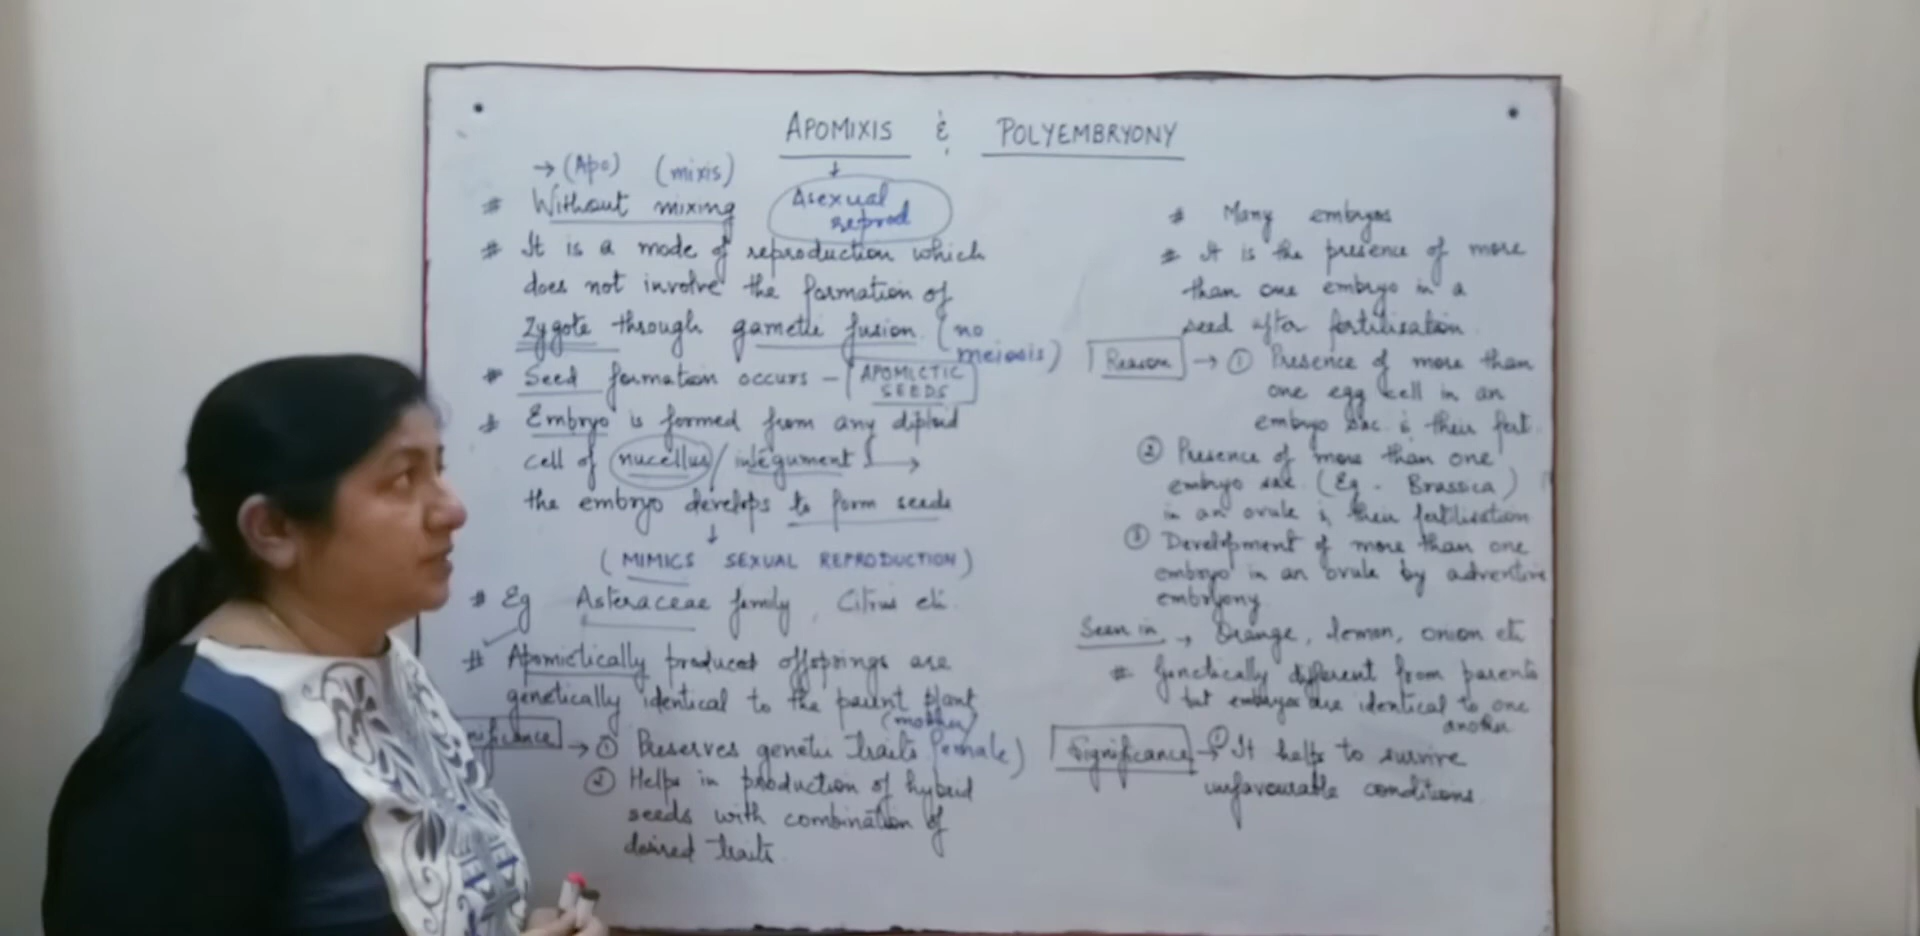 APOMIXIS & POLYEMBRYONY
→ (Apo) (mixis)
# Without mixing
Asexual
reprod
# It is a mode of reproduction which
does not involve the formation of
Zygote through gametic fusion (no
meiosis)
# Seed formation occurs - APOMICTIC
SEEDS
# Embryo is formed from any diploid
cell of nucellus / integument →
the embryo develops to form seeds
↓
(MIMICS SEXUAL REPRODUCTION)
# Eg Asteraceae family, Citrus etc
# Apomictically produced offsprings are
genetically identical to the parent plant
(mother/
female)
nificance → ① Preserves genetic traits
② Helps in production of hybrid
seeds with combination of
desired traits
# Many embryos
# It is the presence of more
than one embryo in a
seed after fertilisation
Reason → ① Presence of more than
one egg cell in an
embryo sac & their fert.
② Presence of more than one
embryo sac (Eg - Brassica)
in an ovule & their fertilisation
③ Development of more than one
embryo in an ovule by adventive
embryony
Seen in → Orange, lemon, onion etc
# Genetically different from parents
but embryos are identical to one
another
Significance → ① It helps to survive
unfavourable conditions